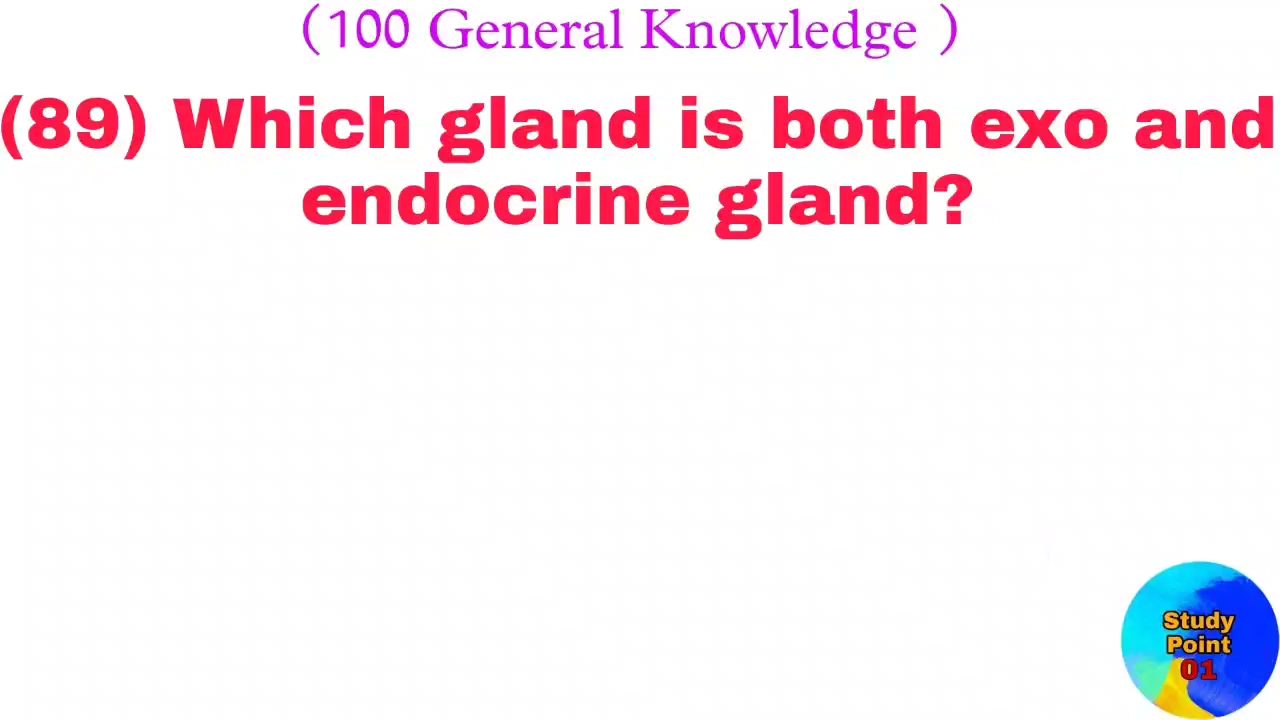 (100 General Knowledge )
(89) Which gland is both exo and
endocrine gland?
Study
Point
01